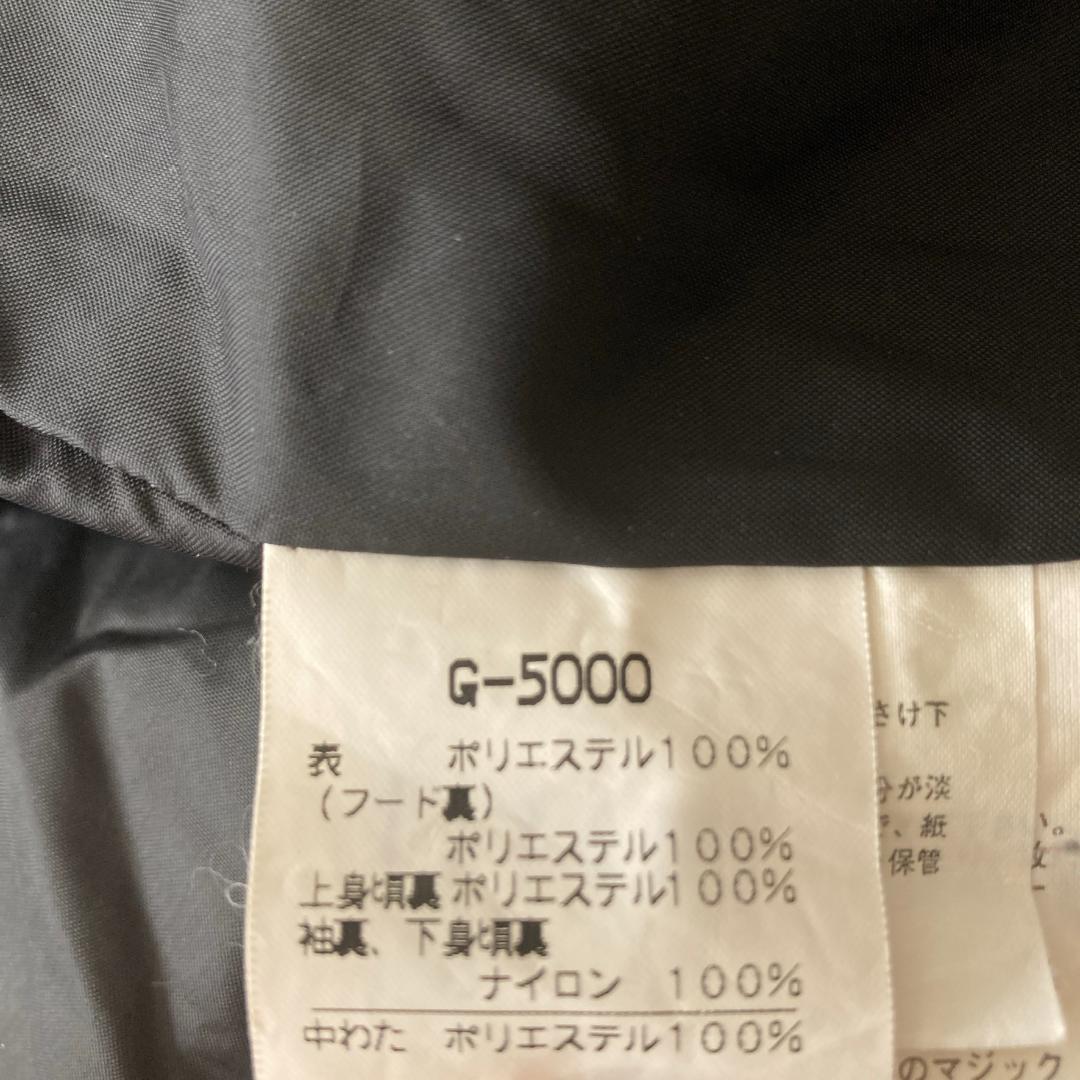 G-5000
表 ポリエステル100%
(フード裏)
ポリエステル100%
上身頃裏 ポリエステル100%
袖裏、下身頃裏
ナイロン 100%
中わた ポリエステル100%
さけ下
分が淡
で、紙
保管
い。
のマジック